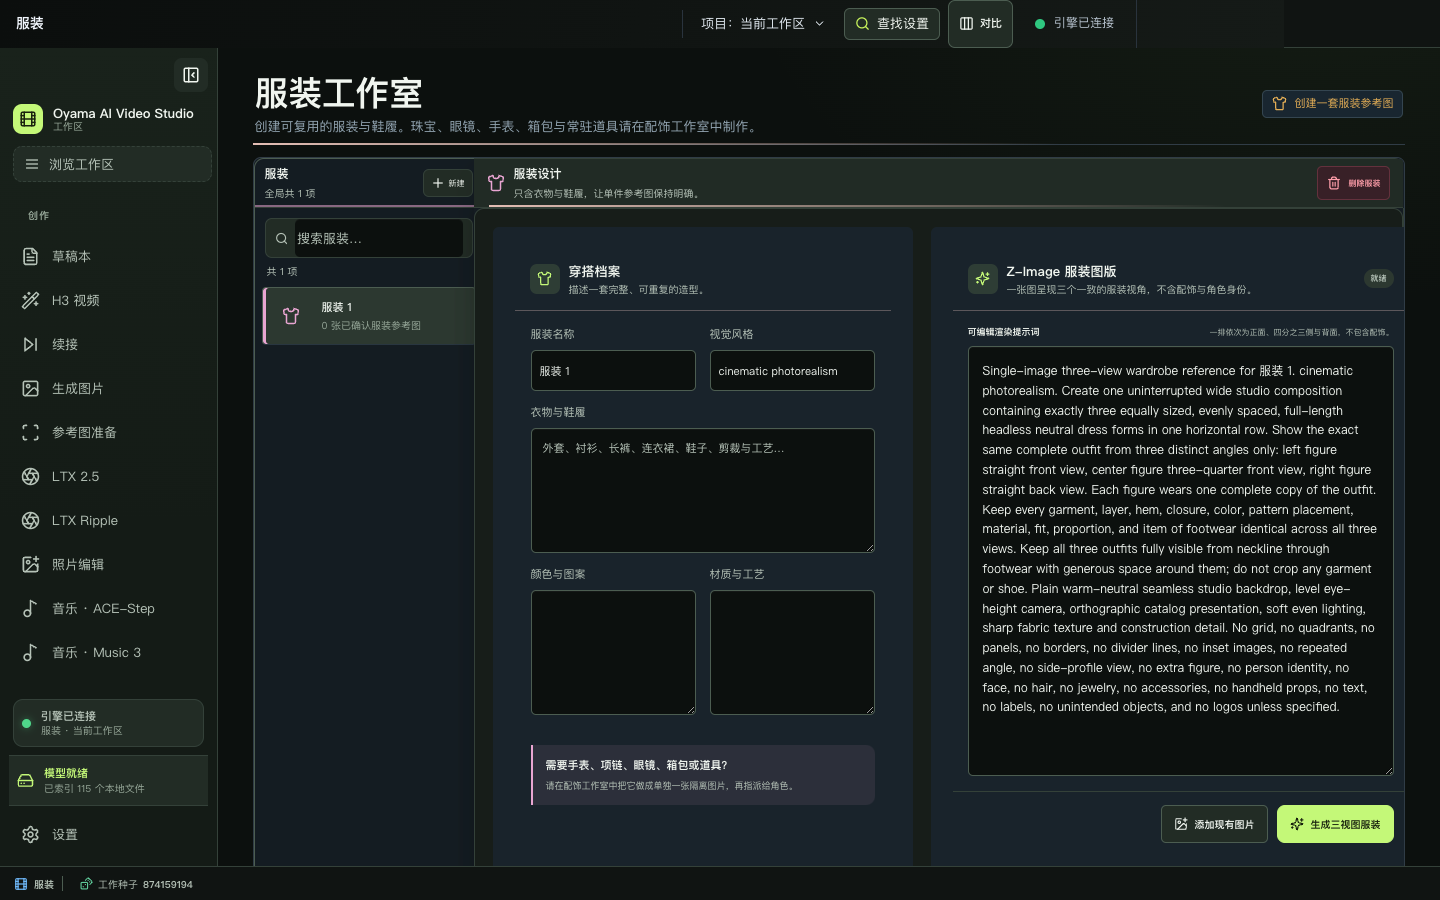 服装
项目：当前工作区
查找设置
对比
引擎已连接
Oyama AI Video Studio
工作区
浏览工作区
创作
草稿本
H3 视频
续接
生成图片
参考图准备
LTX 2.5
LTX Ripple
照片编辑
音乐 · ACE-Step
音乐 · Music 3
引擎已连接
服装 · 当前工作区
模型就绪
已索引 115 个本地文件
设置
服装工作室
创建可复用的服装与鞋履。珠宝、眼镜、手表、箱包与常驻道具请在配饰工作室中制作。
创建一套服装参考图
服装
全局共 1 项
新建
搜索服装...
共 1 项
服装 1
0 张已确认服装参考图
服装设计
只含衣物与鞋履，让单件参考图保持明确。
删除服装
穿搭档案
描述一套完整、可重复的造型。
服装名称
视觉风格
服装 1
cinematic photorealism
衣物与鞋履
外套、衬衫、长裤、连衣裙、鞋子、剪裁与工艺...
颜色与图案
材质与工艺
需要手表、项链、眼镜、箱包或道具？
请在配饰工作室中把它做成单独一张隔离图片，再指派给角色。
Z-Image 服装图版
一张图呈现三个一致的服装视角，不含配饰与角色身份。
就绪
可编辑渲染提示词
一排依次为正面、四分之三侧与背面，不包含配饰。
Single-image three-view wardrobe reference for 服装 1. cinematic
photorealism. Create one uninterrupted wide studio composition
containing exactly three equally sized, evenly spaced, full-length
headless neutral dress forms in one horizontal row. Show the exact
same complete outfit from three distinct angles only: left figure
straight front view, center figure three-quarter front view, right figure
straight back view. Each figure wears one complete copy of the outfit.
Keep every garment, layer, hem, closure, color, pattern placement,
material, fit, proportion, and item of footwear identical across all three
views. Keep all three outfits fully visible from neckline through
footwear with generous space around them; do not crop any garment
or shoe. Plain warm-neutral seamless studio backdrop, level eye-
height camera, orthographic catalog presentation, soft even lighting,
sharp fabric texture and construction detail. No grid, no quadrants, no
panels, no borders, no divider lines, no inset images, no repeated
angle, no side-profile view, no extra figure, no person identity, no
face, no hair, no jewelry, no accessories, no handheld props, no text,
no labels, no unintended objects, and no logos unless specified.
添加现有图片
生成三视图服装
服装
工作种子 874159194